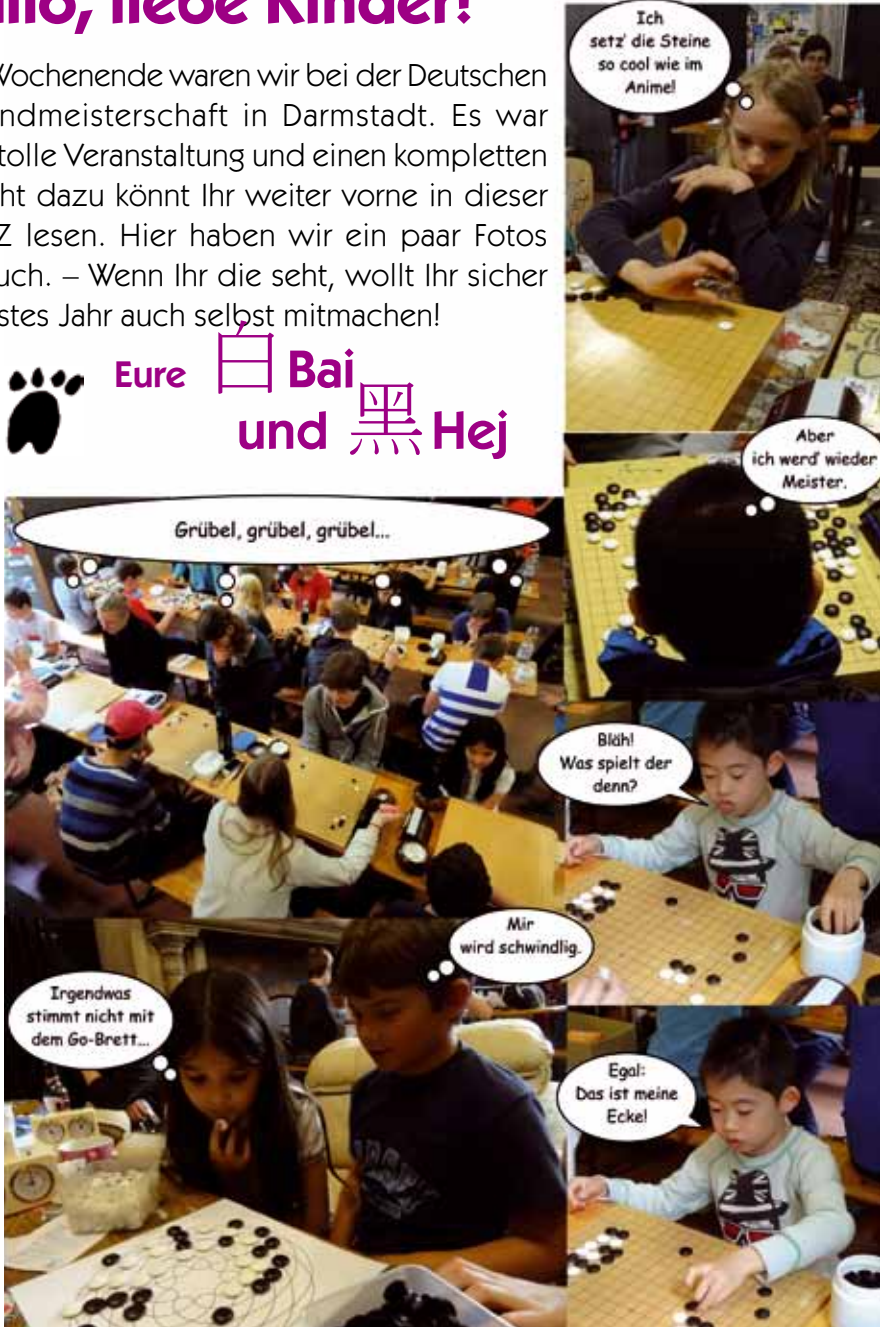 liebe Kinder!
Wochenende waren wir bei der Deutschen
ndmeisterschaft in Darmstadt. Es war
tolle Veranstaltung und einen kompletten
ht dazu könnt Ihr weiter vorne in dieser
Z lesen. Hier haben wir ein paar Fotos
uch. – Wenn Ihr die seht, wollt Ihr sicher
stes Jahr auch selbst mitmachen!
Eure 白 Bai
und 黑 Hej
Ich
setz' die Steine
so cool wie im
Anime!
Aber
ich werd' wieder
Meister.
Grübel, grübel, grübel...
Bläh!
Was spielt der
denn?
Mir
wird schwindlig.
Irgendwas
stimmt nicht mit
dem Go-Brett...
Egal:
Das ist meine
Ecke!